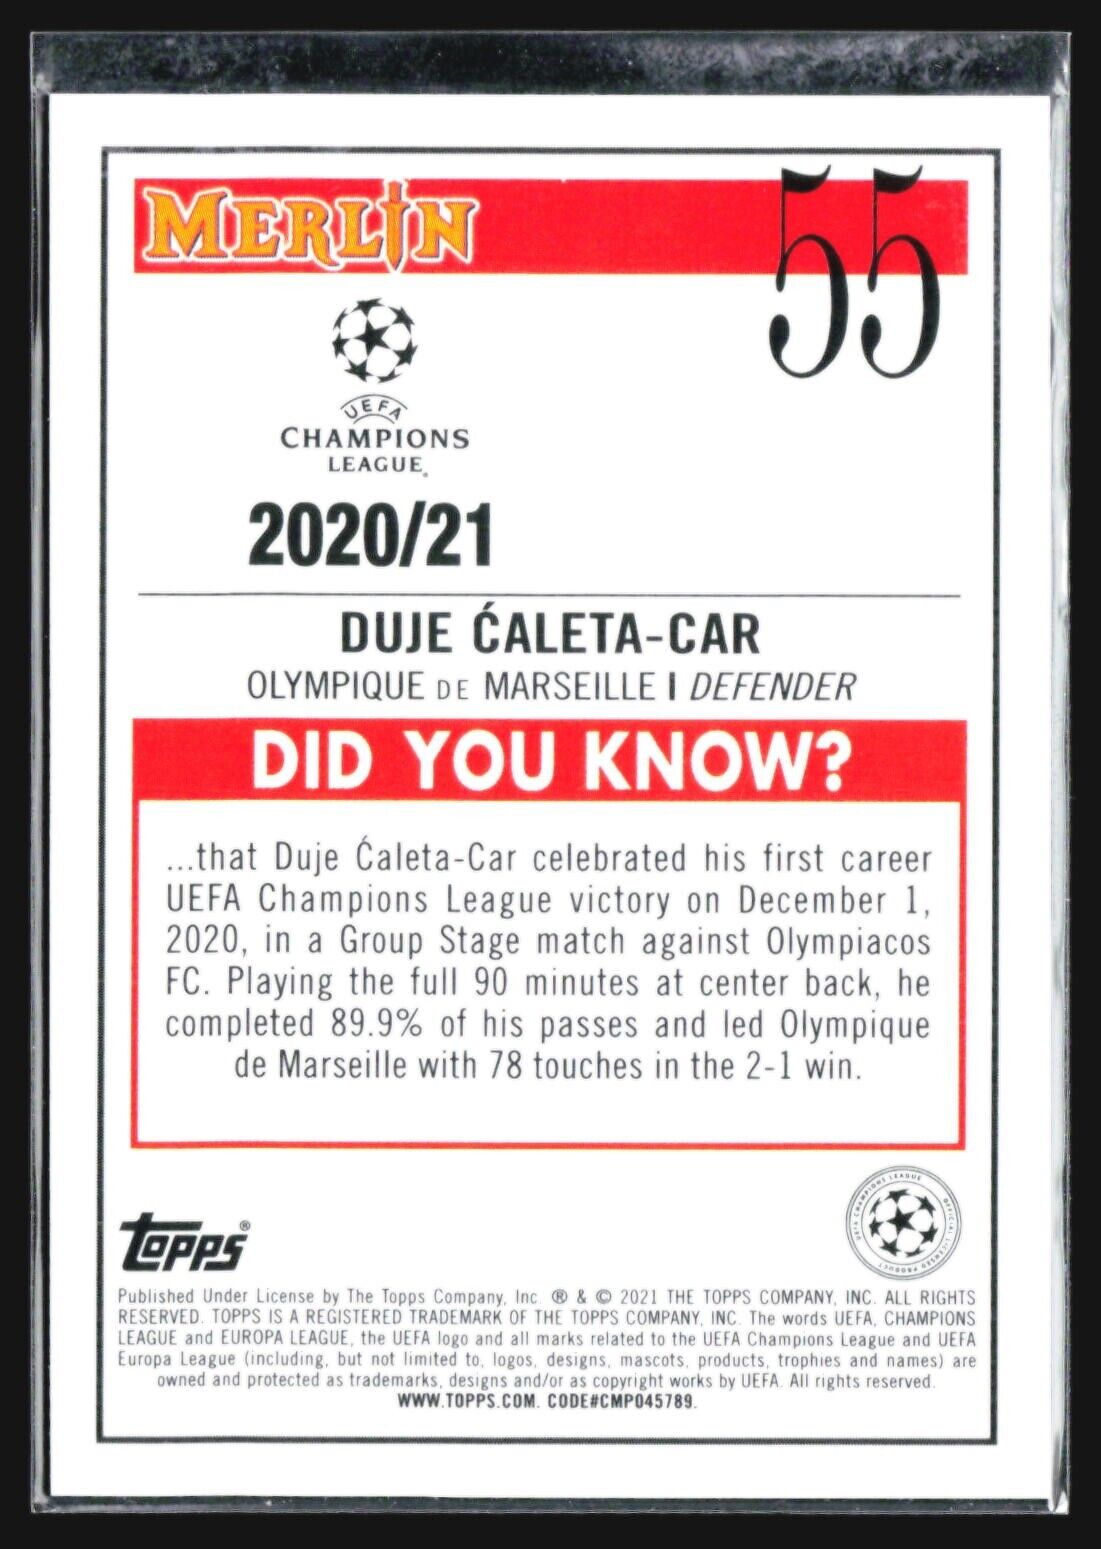 MERLIN
55
UEFA
CHAMPIONS
LEAGUE.
2020/21
DUJE ĆALETA-CAR
OLYMPIQUE DE MARSEILLE | DEFENDER
DID YOU KNOW?
...that Duje Ćaleta-Car celebrated his first career
UEFA Champions League victory on December 1,
2020, in a Group Stage match against Olympiacos
FC. Playing the full 90 minutes at center back, he
completed 89.9% of his passes and led Olympique
de Marseille with 78 touches in the 2-1 win.
UEFA CHAMPIONS LEAGUE OFFICIAL LICENSED PRODUCT
Topps®
Published Under License by The Topps Company, Inc. ® & © 2021 THE TOPPS COMPANY, INC. ALL RIGHTS
RESERVED. TOPPS IS A REGISTERED TRADEMARK OF THE TOPPS COMPANY, INC. The words UEFA, CHAMPIONS
LEAGUE and EUROPA LEAGUE, the UEFA logo and all marks related to the UEFA Champions League and UEFA
Europa League (including, but not limited to, logos, designs, mascots, products, trophies and names) are
owned and protected as trademarks, designs and/or as copyright works by UEFA. All rights reserved.
WWW.TOPPS.COM. CODE#CMP045789.